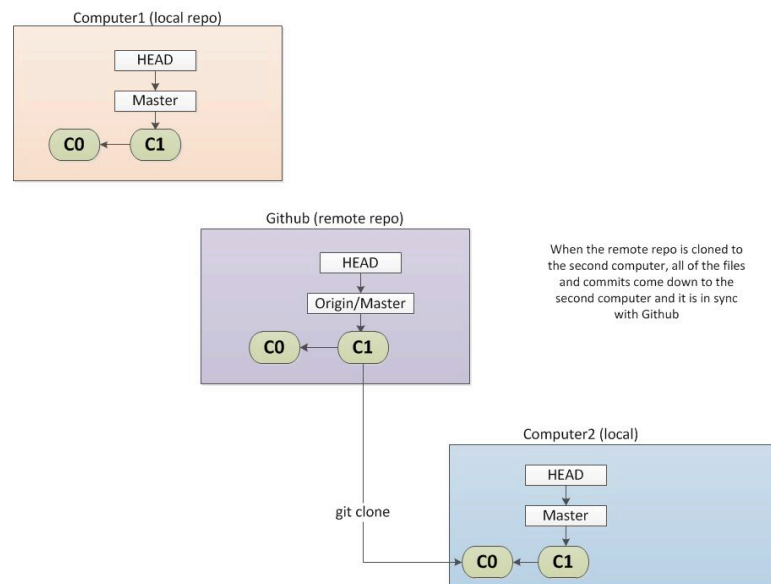 Computer1 (local repo)
HEAD
Master
C0
C1
Github (remote repo)
HEAD
Origin/Master
C0
C1
When the remote repo is cloned to
the second computer, all of the files
and commits come down to the
second computer and it is in sync
with Github
git clone
Computer2 (local)
HEAD
Master
C0
C1